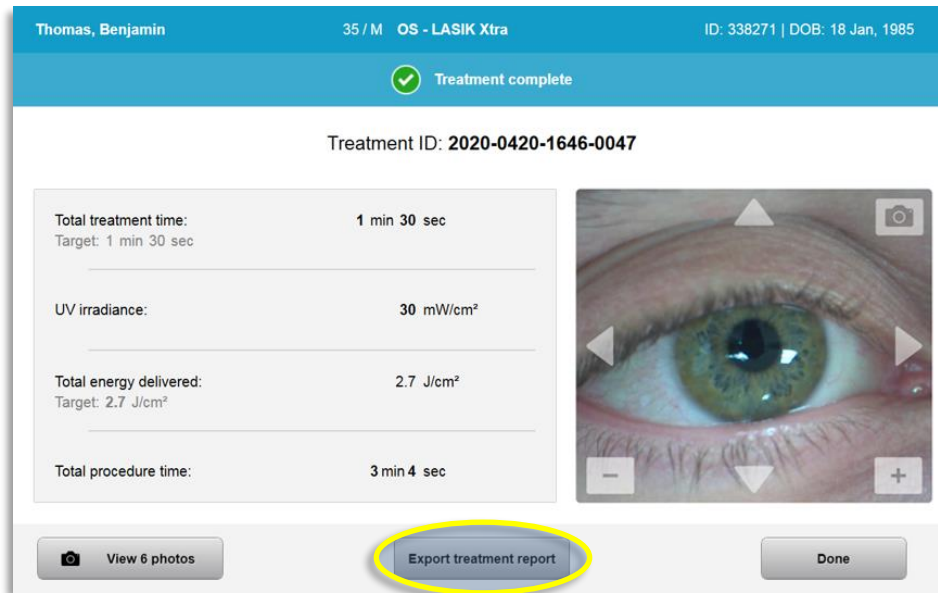 Thomas, Benjamin 35 / M OS - LASIK Xtra ID: 338271 | DOB: 18 Jan, 1985
Treatment complete
Treatment ID: 2020-0420-1646-0047
Total treatment time: 1 min 30 sec
Target: 1 min 30 sec
UV irradiance: 30 mW/cm²
Total energy delivered: 2.7 J/cm²
Target: 2.7 J/cm²
Total procedure time: 3 min 4 sec
View 6 photos Export treatment report Done